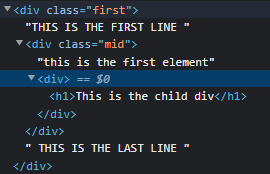 ▼<div class="first">
"THIS IS THE FIRST LINE "
▼<div class="mid">
"this is the first element"
▼<div> == $0
<h1>This is the child div</h1>
</div>
</div>
" THIS IS THE LAST LINE "
</div>